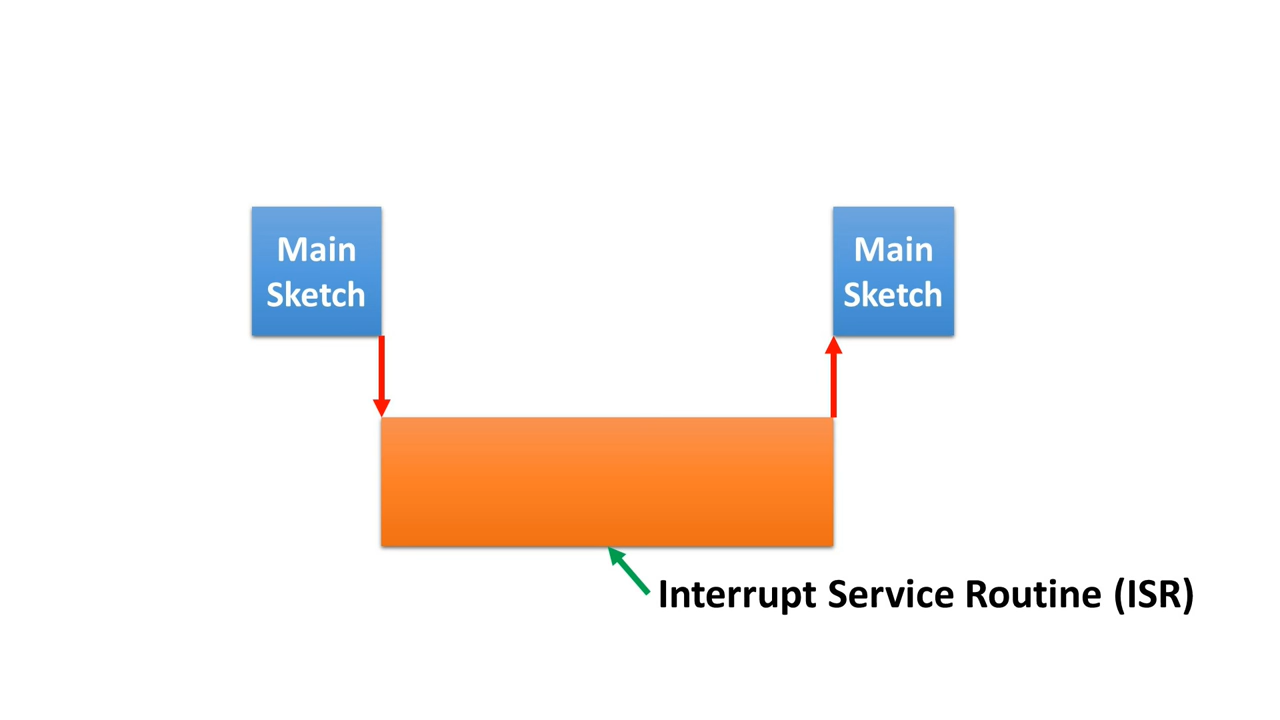 Main
Sketch
Main
Sketch
Interrupt Service Routine (ISR)